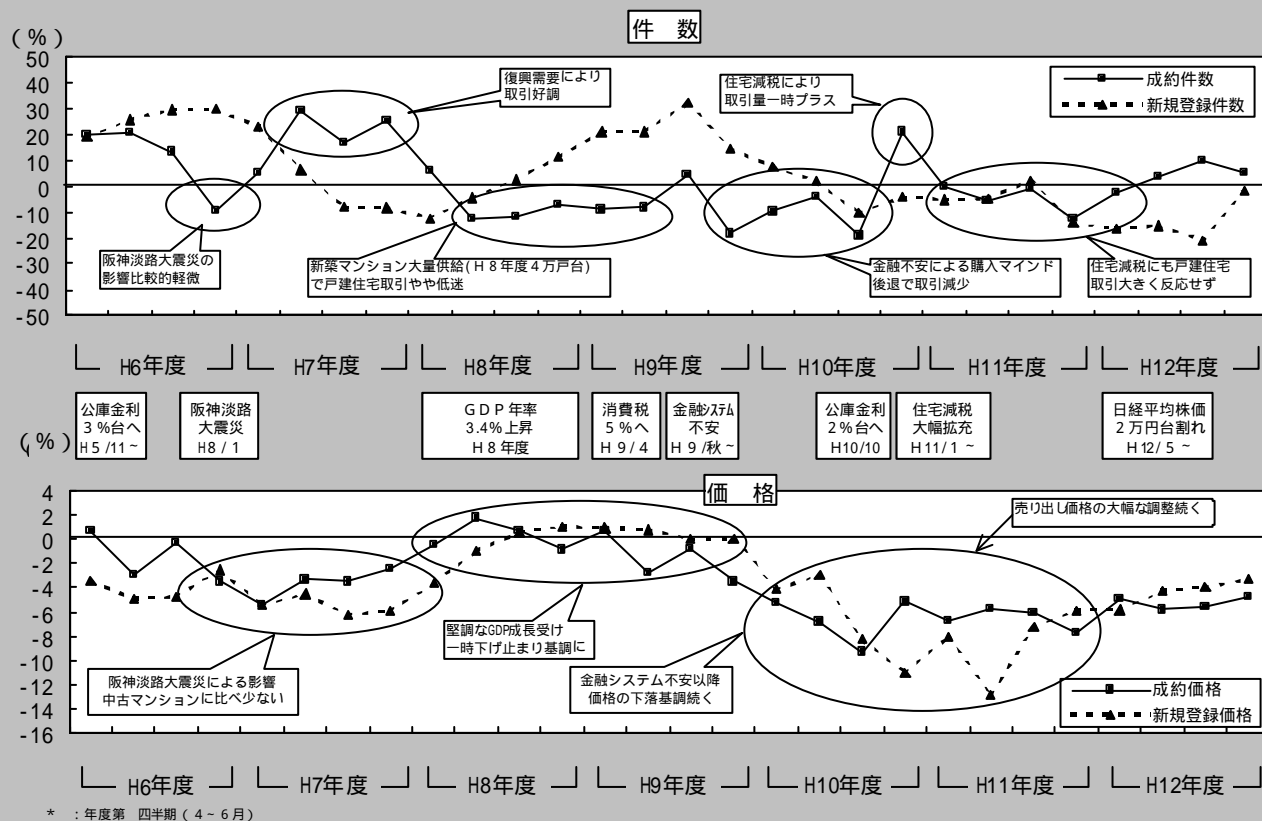 件　数
(%)
50
40
30
20
10
0
-10
-20
-30
-40
-50
成約件数
新規登録件数
復興需要により
取引好調
住宅減税により
取引量一時プラス
阪神淡路大震災の
影響比較的軽微
新築マンション大量供給(H８年度４万戸台)
で戸建住宅取引やや低迷
金融不安による購入マインド
後退で取引減少
住宅減税にも戸建住宅
取引大きく反応せず
H6年度
H7年度
H8年度
H9年度
H10年度
H11年度
H12年度
公庫金利
３%台へ
H5/11~
阪神淡路
大震災
H8/1
ＧＤＰ年率
3.4%上昇
H８年度
消費税
５%へ
H９/４
金融ｼｽﾃﾑ
不安
H９/秋~
公庫金利
２%台へ
H10/10
住宅減税
大幅拡充
H11/1~
日経平均株価
２万円台割れ
H12/５~
(%)
価　格
4
2
0
-2
-4
-6
-8
-10
-12
-14
-16
売り出し価格の大幅な調整続く
堅調なGDP成長受け
一時下げ止まり基調に
阪神淡路大震災による影響
中古マンションに比べ少ない
金融システム不安以降
価格の下落基調続く
成約価格
新規登録価格
H6年度
H7年度
H8年度
H9年度
H10年度
H11年度
H12年度
*　：年度第　四半期（４~６月）